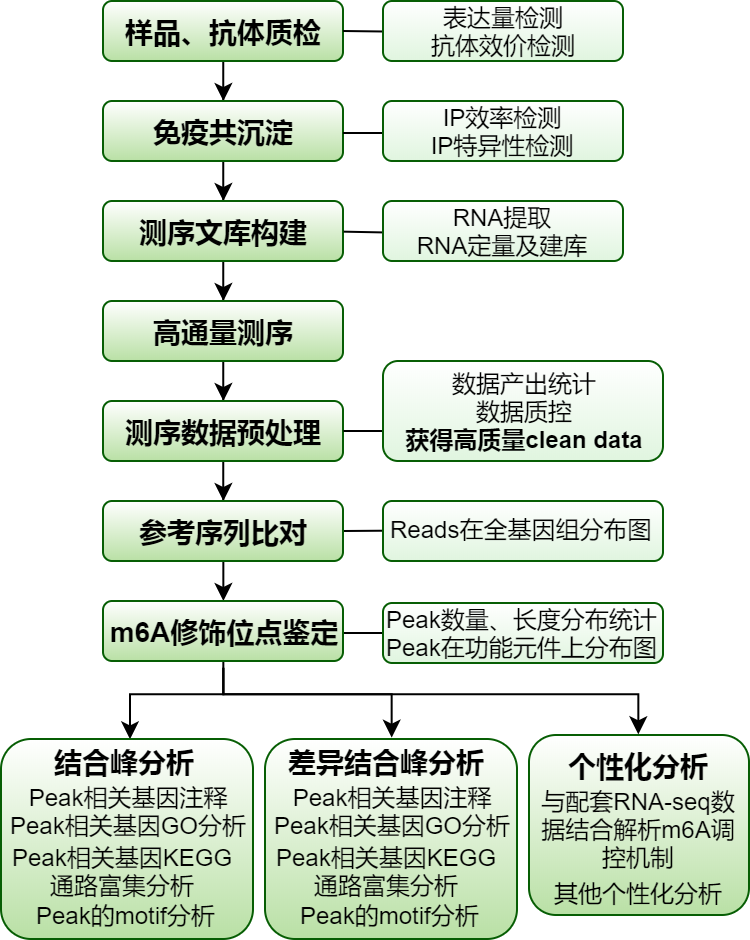 样品、抗体质检
表达量检测
抗体效价检测
免疫共沉淀
IP效率检测
IP特异性检测
测序文库构建
RNA提取
RNA定量及建库
高通量测序
测序数据预处理
数据产出统计
数据质控
获得高质量clean data
参考序列比对
Reads在全基因组分布图
m6A修饰位点鉴定
Peak数量、长度分布统计
Peak在功能元件上分布图
结合峰分析
Peak相关基因注释
Peak相关基因GO分析
Peak相关基因KEGG
通路富集分析
Peak的motif分析
差异结合峰分析
Peak相关基因注释
Peak相关基因GO分析
Peak相关基因KEGG
通路富集分析
Peak的motif分析
个性化分析
与配套RNA-seq数
据结合解析m6A调
控机制
其他个性化分析